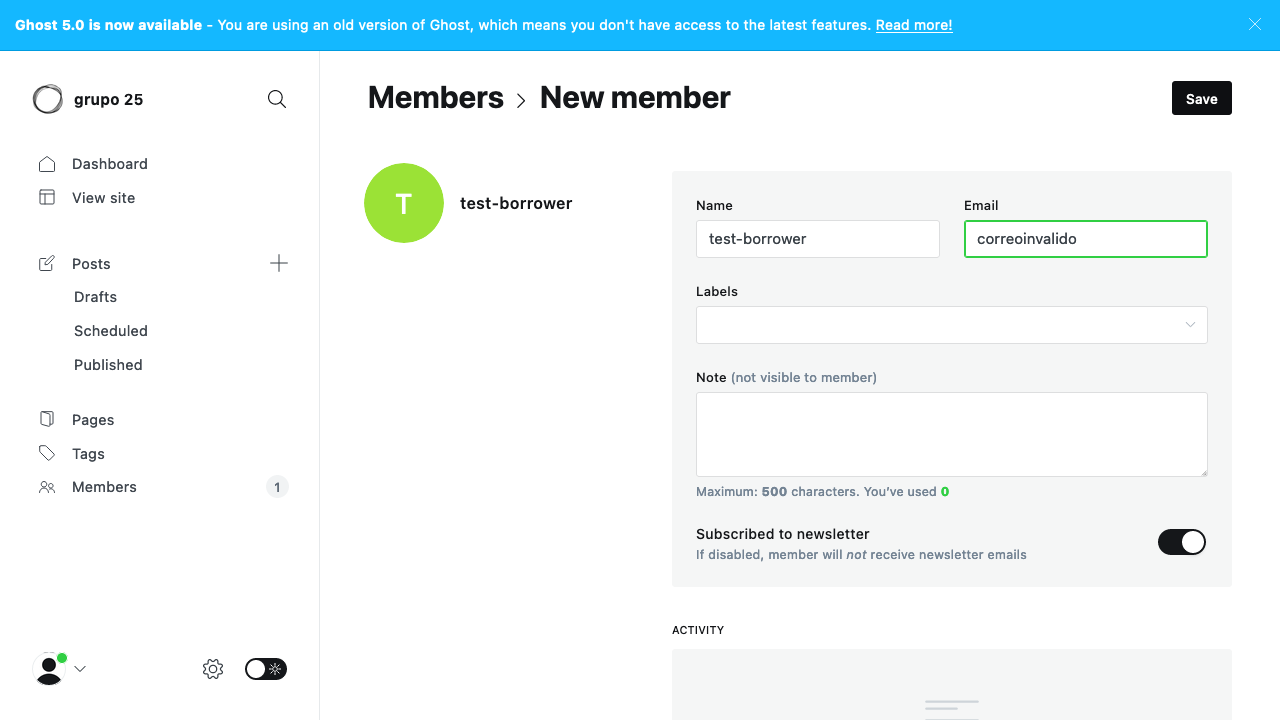 Ghost 5.0 is now available - You are using an old version of Ghost, which means you don't have access to the latest features. Read more!
grupo 25
Dashboard
View site
Posts
Drafts
Scheduled
Published
Pages
Tags
Members
1
Members
New member
Save
T
test-borrower
Name
test-borrower
Email
correoinvalido
Labels
Note (not visible to member)
Maximum: 500 characters. You’ve used 0
Subscribed to newsletter
If disabled, member will not receive newsletter emails
ACTIVITY